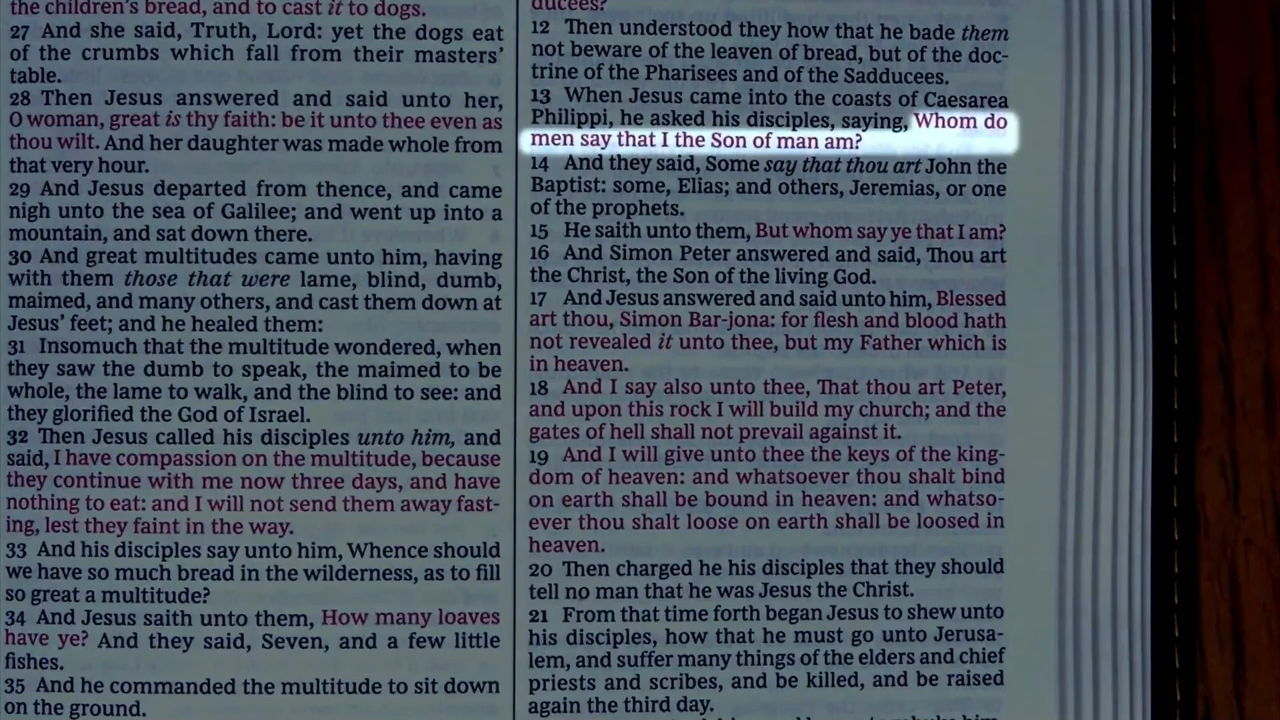 the children's bread, and to cast it to dogs.
27 And she said, Truth, Lord: yet the dogs eat
of the crumbs which fall from their masters'
table.
28 Then Jesus answered and said unto her,
O woman, great is thy faith: be it unto thee even as
thou wilt. And her daughter was made whole from
that very hour.
29 And Jesus departed from thence, and came
nigh unto the sea of Galilee; and went up into a
mountain, and sat down there.
30 And great multitudes came unto him, having
with them those that were lame, blind, dumb,
maimed, and many others, and cast them down at
Jesus' feet; and he healed them:
31 Insomuch that the multitude wondered, when
they saw the dumb to speak, the maimed to be
whole, the lame to walk, and the blind to see: and
they glorified the God of Israel.
32 Then Jesus called his disciples unto him, and
said, I have compassion on the multitude, because
they continue with me now three days, and have
nothing to eat: and I will not send them away fast-
ing, lest they faint in the way.
33 And his disciples say unto him, Whence should
we have so much bread in the wilderness, as to fill
so great a multitude?
34 And Jesus saith unto them, How many loaves
have ye? And they said, Seven, and a few little
fishes.
35 And he commanded the multitude to sit down
on the ground.
ducees?
12 Then understood they how that he bade them
not beware of the leaven of bread, but of the doc-
trine of the Pharisees and of the Sadducees.
13 When Jesus came into the coasts of Caesarea
Philippi, he asked his disciples, saying, Whom do
men say that I the Son of man am?
14 And they said, Some say that thou art John the
Baptist: some, Elias; and others, Jeremias, or one
of the prophets.
15 He saith unto them, But whom say ye that I am?
16 And Simon Peter answered and said, Thou art
the Christ, the Son of the living God.
17 And Jesus answered and said unto him, Blessed
art thou, Simon Bar-jona: for flesh and blood hath
not revealed it unto thee, but my Father which is
in heaven.
18 And I say also unto thee, That thou art Peter,
and upon this rock I will build my church; and the
gates of hell shall not prevail against it.
19 And I will give unto thee the keys of the king-
dom of heaven: and whatsoever thou shalt bind
on earth shall be bound in heaven: and whatso-
ever thou shalt loose on earth shall be loosed in
heaven.
20 Then charged he his disciples that they should
tell no man that he was Jesus the Christ.
21 From that time forth began Jesus to shew unto
his disciples, how that he must go unto Jerusa-
lem, and suffer many things of the elders and chief
priests and scribes, and be killed, and be raised
again the third day.